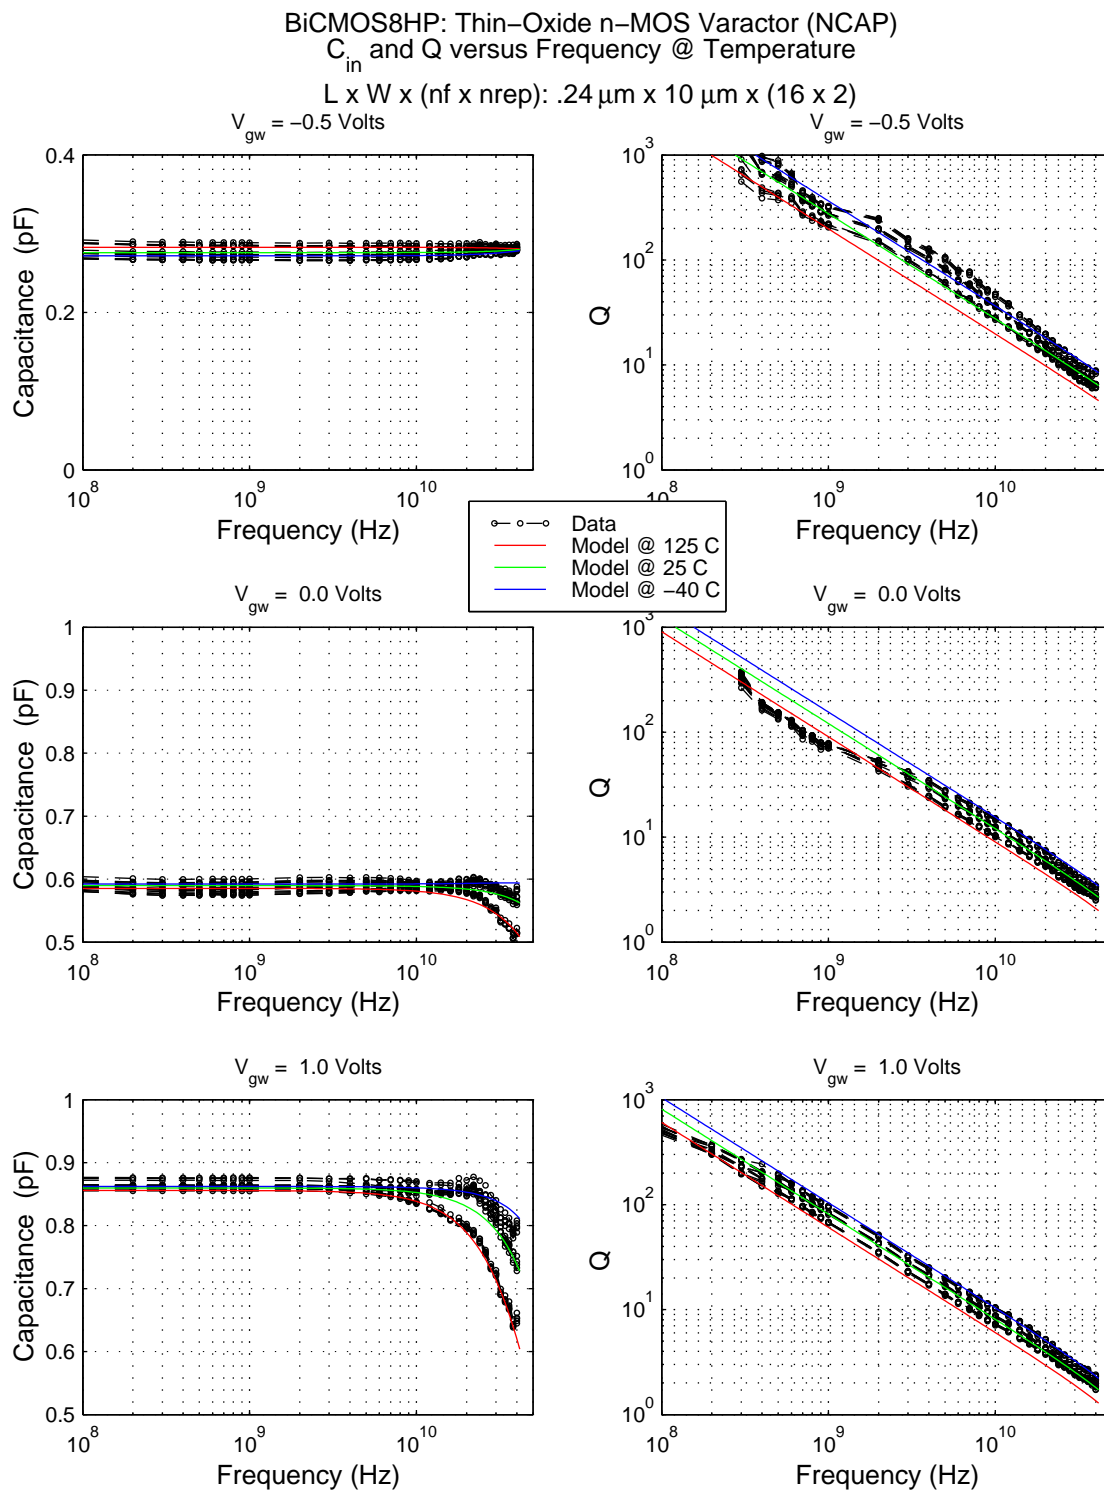 BiCMOS8HP: Thin−Oxide n−MOS Varactor (NCAP)
C_in and Q versus Frequency @ Temperature
L x W x (nf x nrep): .24 μm x 10 μm x (16 x 2)
V_gw = −0.5 Volts
V_gw = −0.5 Volts
0.4
0.2
0
Capacitance (pF)
10^8
10^9
10^10
Frequency (Hz)
10^3
10^2
10^1
10^0
Q
10^8
10^9
10^10
Frequency (Hz)
Data
Model @ 125 C
Model @ 25 C
Model @ −40 C
V_gw = 0.0 Volts
V_gw = 0.0 Volts
1
0.9
0.8
0.7
0.6
0.5
Capacitance (pF)
10^8
10^9
10^10
Frequency (Hz)
10^3
10^2
10^1
10^0
Q
10^8
10^9
10^10
Frequency (Hz)
V_gw = 1.0 Volts
V_gw = 1.0 Volts
1
0.9
0.8
0.7
0.6
0.5
Capacitance (pF)
10^8
10^9
10^10
Frequency (Hz)
10^3
10^2
10^1
10^0
Q
10^8
10^9
10^10
Frequency (Hz)